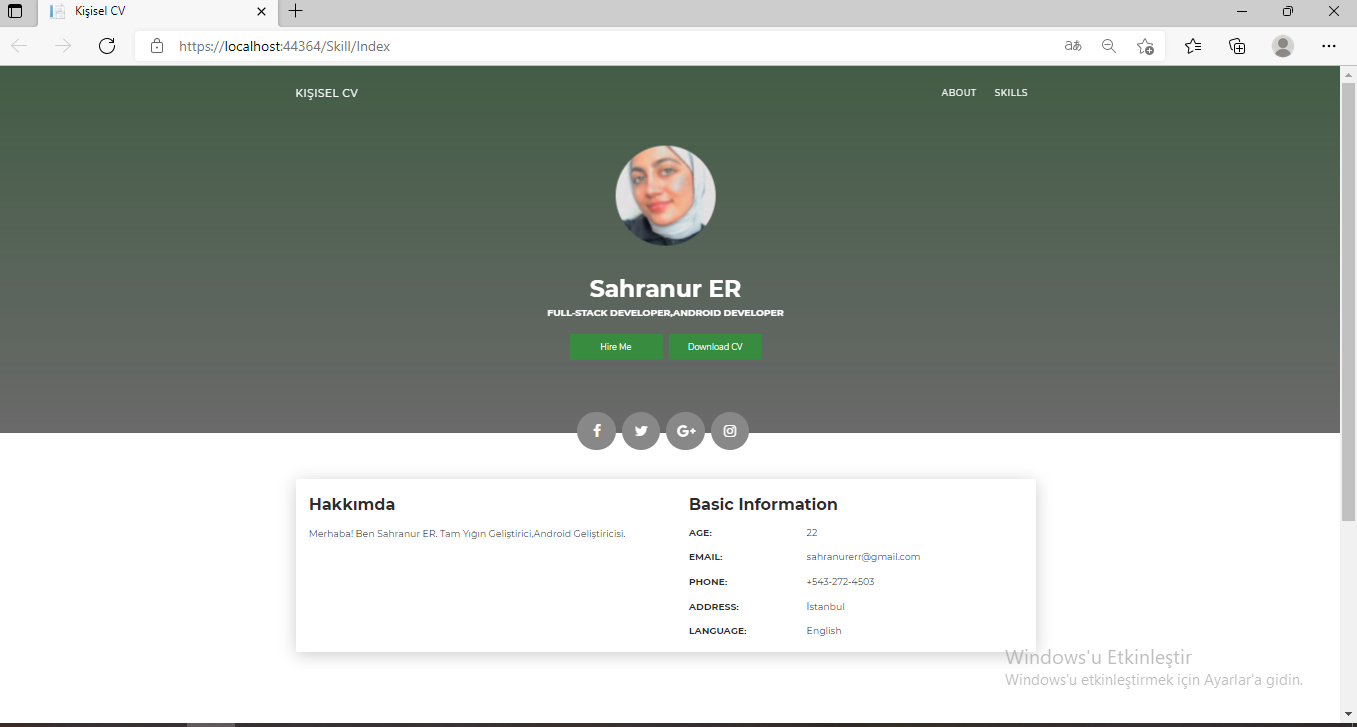 Kişisel CV
https://localhost:44364/Skill/Index
aあ
KIŞISEL CV
ABOUT
SKILLS
Sahranur ER
FULL-STACK DEVELOPER,ANDROID DEVELOPER
Hire Me
Download CV
Hakkımda
Merhaba! Ben Sahranur ER. Tam Yığın Geliştirici,Android Geliştiricisi.
Basic Information
AGE: 22
EMAIL: sahranurerr@gmail.com
PHONE: +543-272-4503
ADDRESS: İstanbul
LANGUAGE: English
Windows'u Etkinleştir
Windows'u etkinleştirmek için Ayarlar'a gidin.